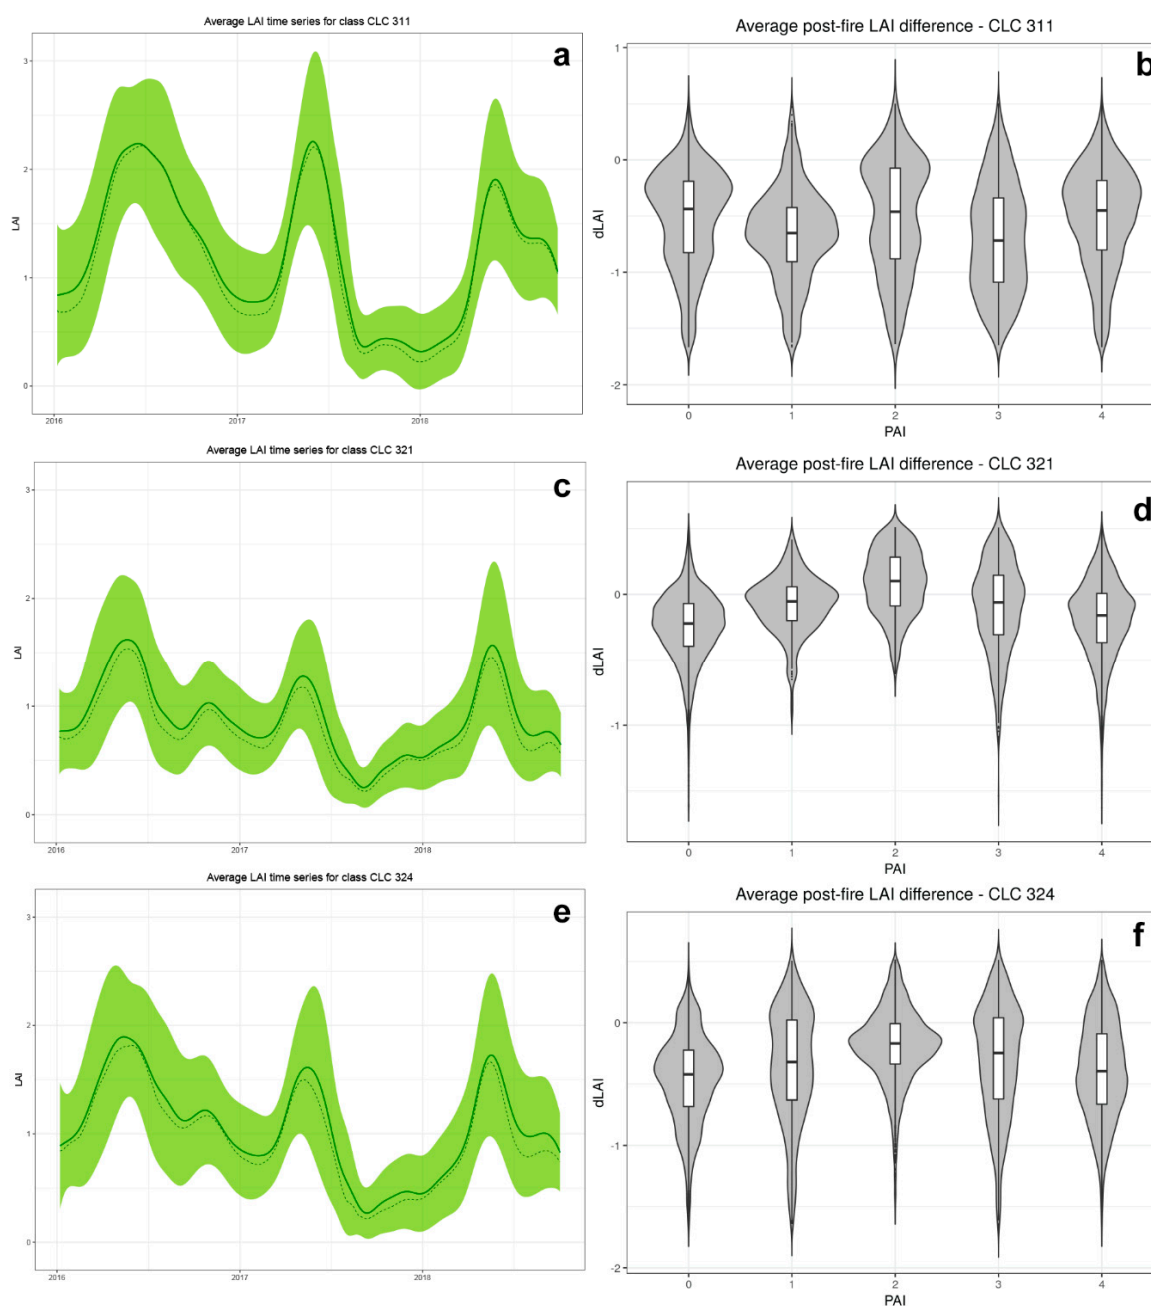 Average LAI time series for class CLC 311
a
3
2
1
0
LAI
2016
2017
2018
Average post-fire LAI difference - CLC 311
b
1
0
-1
-2
dLAI
0 1 2 3 4
PAI
Average LAI time series for class CLC 321
c
3
2
1
0
LAI
2016
2017
2018
Average post-fire LAI difference - CLC 321
d
0
-1
dLAI
0 1 2 3 4
PAI
Average LAI time series for class CLC 324
e
3
2
1
0
LAI
2016
2017
2018
Average post-fire LAI difference - CLC 324
f
0
-1
-2
dLAI
0 1 2 3 4
PAI